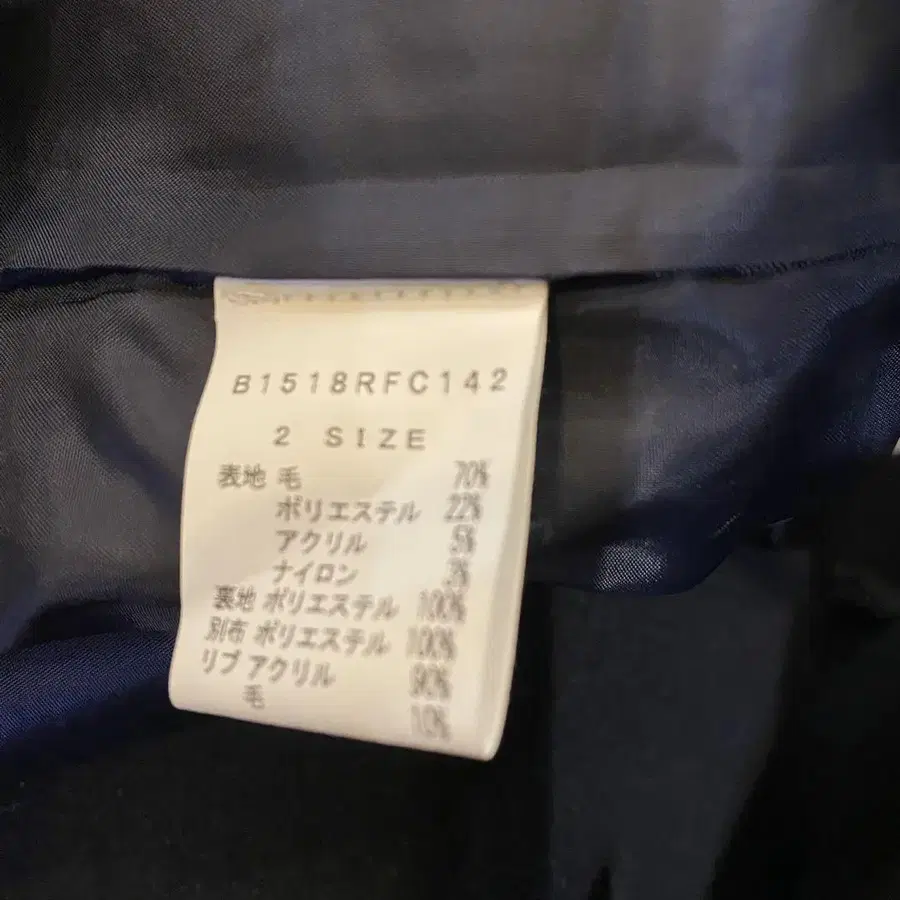 B1518RFC142
2 SIZE
表地 毛 70%
ポリエステル 22%
アクリル 5%
ナイロン 3%
裏地 ポリエステル 100%
別布 ポリエステル 100%
リブ アクリル 90%
毛 10%